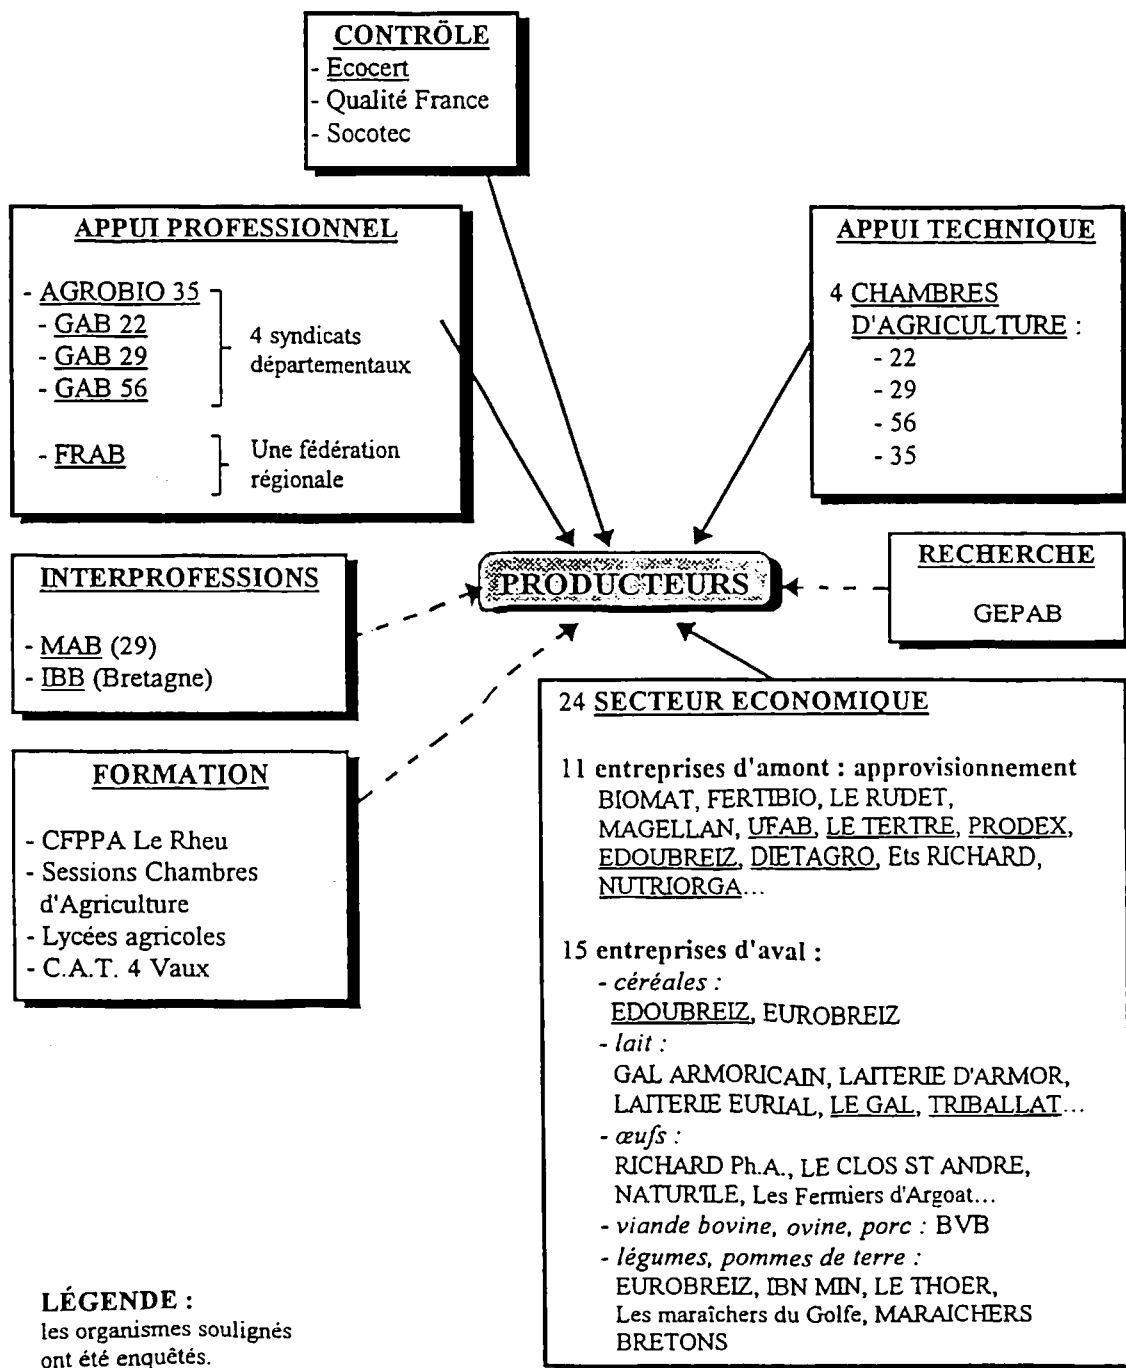 CONTRÖLE
- Ecocert
- Qualité France
- Socotec
APPUI PROFESSIONNEL
- AGROBIO 35
- GAB 22
- GAB 29
- GAB 56
4 syndicats
départementaux
- FRAB
Une fédération
régionale
APPUI TECHNIQUE
4 CHAMBRES
D'AGRICULTURE :
- 22
- 29
- 56
- 35
INTERPROFESSIONS
- MAB (29)
- IBB (Bretagne)
PRODUCTEURS
RECHERCHE
GEPAB
FORMATION
- CFPPA Le Rheu
- Sessions Chambres
d'Agriculture
- Lycées agricoles
- C.A.T. 4 Vaux
24 SECTEUR ECONOMIQUE
11 entreprises d'amont : approvisionnement
BIOMAT, FERTIBIO, LE RUDET,
MAGELLAN, UFAB, LE TERTRE, PRODEX,
EDOUBREIZ, DIETAGRO, Ets RICHARD,
NUTRIORGA...
15 entreprises d'aval :
- céréales :
EDOUBREIZ, EUROBREIZ
- lait :
GAL ARMORICAIN, LAITERIE D'ARMOR,
LAITERIE EURIAL, LE GAL, TRIBALLAT...
- œufs :
RICHARD Ph.A., LE CLOS ST ANDRE,
NATUR'ILE, Les Fermiers d'Argoat...
- viande bovine, ovine, porc : BVB
- légumes, pommes de terre :
EUROBREIZ, IBN MIN, LE THOER,
Les maraîchers du Golfe, MARAICHERS
BRETONS
LÉGENDE :
les organismes soulignés
ont été enquêtés.